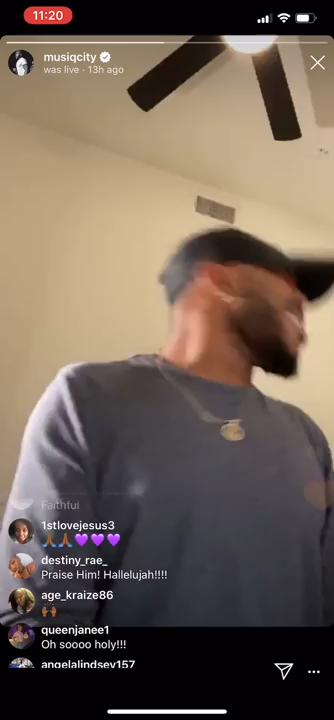 11:20
musiqcity
was live · 13h ago
Faithful
1stlovejesus3
🙏🏾🙏🏾💜💜💜
destiny_rae_
Praise Him! Hallelujah!!!!
age_kraize86
🙌🏾
queenjanee1
Oh soooo holy!!!
angelalindsey157